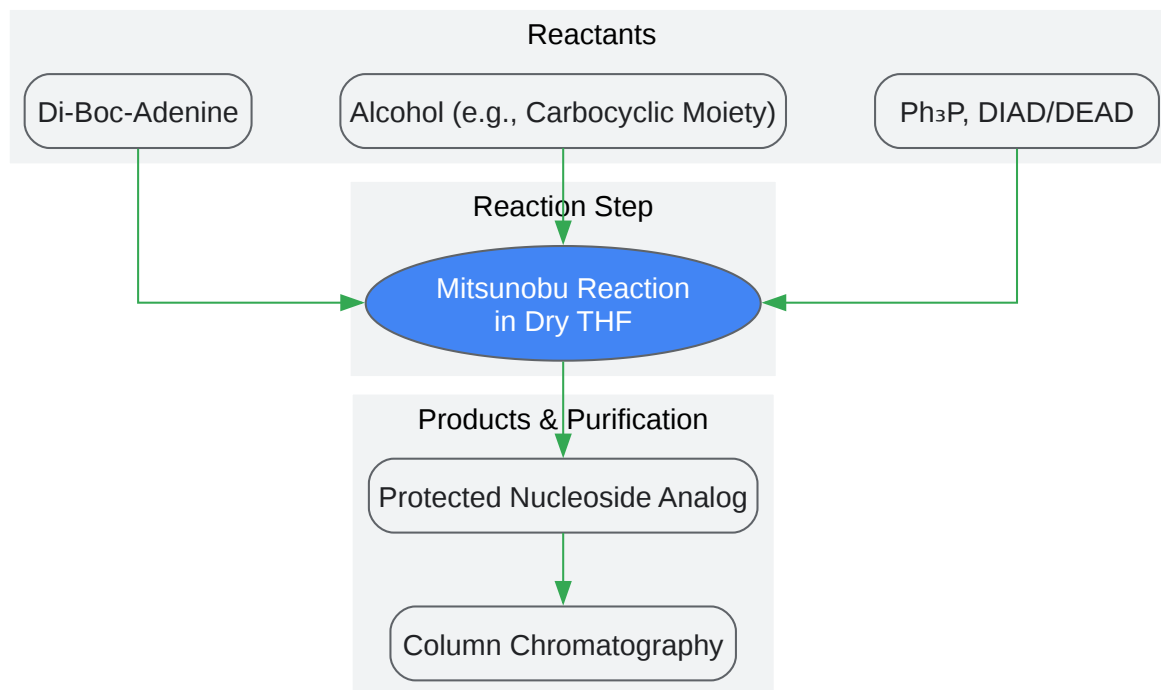 Reactants
Di-Boc-Adenine
Alcohol (e.g., Carbocyclic Moiety)
Ph₃P, DIAD/DEAD
Reaction Step
Mitsunobu Reaction
in Dry THF
Products & Purification
Protected Nucleoside Analog
Column Chromatography